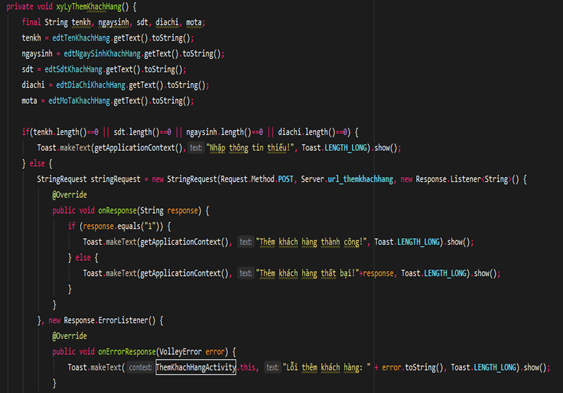 private void xyLyThemKhachHang() {
final String tenkh, ngaysinh, sdt, diachi, mota;
tenkh = edtTenKhachHang.getText().toString();
ngaysinh = edtNgaySinhKhachHang.getText().toString();
sdt = edtSdtKhachHang.getText().toString();
diachi = edtDiaChiKhachHang.getText().toString();
mota = edtMoTaKhachHang.getText().toString();
if(tenkh.length()==0 || sdt.length()==0 || ngaysinh.length()==0 || diachi.length()==0) {
Toast.makeText(getApplicationContext(), text: "Nhập thông tin thiếu!", Toast.LENGTH_LONG).show();
} else {
StringRequest stringRequest = new StringRequest(Request.Method.POST, Server.url_themkhachhang, new Response.Listener<String>() {
@Override
public void onResponse(String response) {
if (response.equals("1")) {
Toast.makeText(getApplicationContext(), text: "Thêm khách hàng thành công!", Toast.LENGTH_LONG).show();
} else {
Toast.makeText(getApplicationContext(), text: "Thêm khách hàng thất bại!"+response, Toast.LENGTH_LONG).show();
}
}
}, new Response.ErrorListener() {
@Override
public void onErrorResponse(VolleyError error) {
Toast.makeText( context: ThemKhachHangActivity.this, text: "Lỗi thêm khách hàng: " + error.toString(), Toast.LENGTH_LONG).show();
}